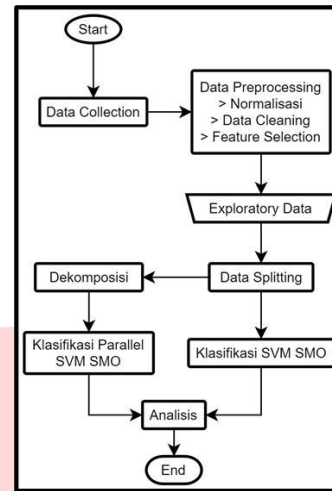 Start
Data Collection
Data Preprocessing
> Normalisasi
> Data Cleaning
> Feature Selection
Exploratory Data
Dekomposisi
Data Splitting
Klasifikasi Parallel
SVM SMO
Klasifikasi SVM SMO
Analisis
End